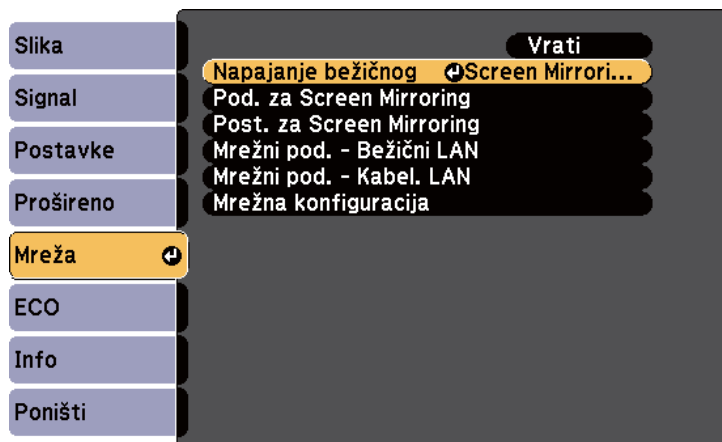 Slika
Signal
Postavke
Prošireno
Mreža
ECO
Info
Poništi
Vrati
Napajanje bežičnog Screen Mirrori...
Pod. za Screen Mirroring
Post. za Screen Mirroring
Mrežni pod. - Bežični LAN
Mrežni pod. - Kabel. LAN
Mrežna konfiguracija